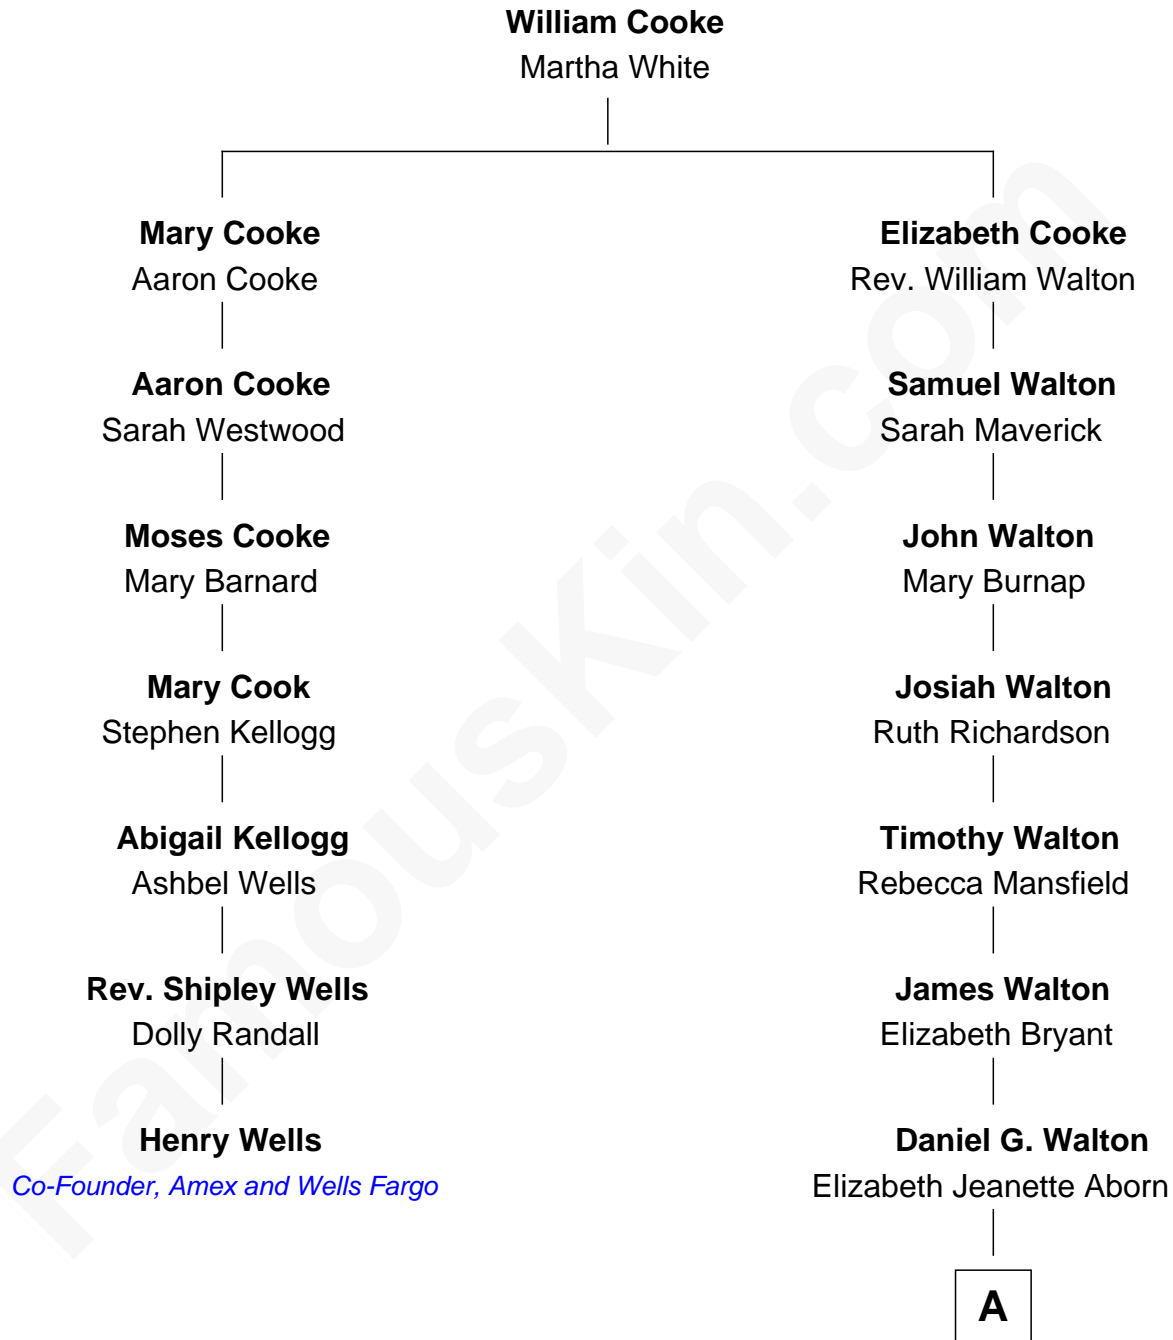 William Cooke
Martha White
Mary Cooke
Aaron Cooke
Elizabeth Cooke
Rev. William Walton
Aaron Cooke
Sarah Westwood
Samuel Walton
Sarah Maverick
Moses Cooke
Mary Barnard
John Walton
Mary Burnap
Mary Cook
Stephen Kellogg
Josiah Walton
Ruth Richardson
Abigail Kellogg
Ashbel Wells
Timothy Walton
Rebecca Mansfield
Rev. Shipley Wells
Dolly Randall
James Walton
Elizabeth Bryant
Henry Wells
Co-Founder, Amex and Wells Fargo
Daniel G. Walton
Elizabeth Jeanette Aborn
A
FamousKin.com